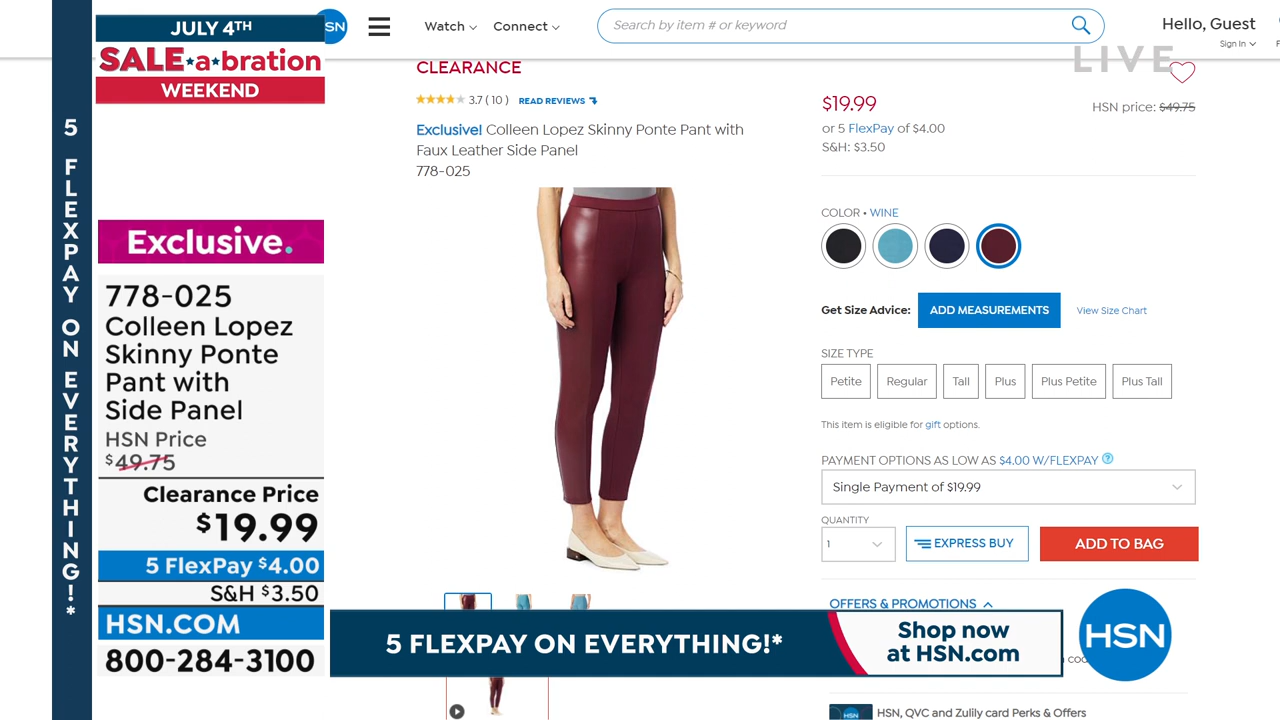 JULY 4TH
SALE★a★bration
WEEKEND
5 FLEXPAY ON EVERYTHING!*
Exclusive.
778-025
Colleen Lopez
Skinny Ponte
Pant with
Side Panel
HSN Price
$49.75
Clearance Price
$19.99
5 FlexPay $4.00
S&H $3.50
HSN.COM
800-284-3100
SN
Watch
Connect
Search by item # or keyword
Hello, Guest
Sign In
LIVE
CLEARANCE
3.7 ( 10 ) READ REVIEWS
Exclusive! Colleen Lopez Skinny Ponte Pant with
Faux Leather Side Panel
778-025
$19.99
HSN price: $49.75
or 5 FlexPay of $4.00
S&H: $3.50
COLOR • WINE
Get Size Advice: ADD MEASUREMENTS View Size Chart
SIZE TYPE
Petite Regular Tall Plus Plus Petite Plus Tall
This item is eligible for gift options.
PAYMENT OPTIONS AS LOW AS $4.00 W/FLEXPAY ?
Single Payment of $19.99
QUANTITY
1
EXPRESS BUY
ADD TO BAG
OFFERS & PROMOTIONS
5 FLEXPAY ON EVERYTHING!*
Shop now
at HSN.com
HSN
HSN
HSN, QVC and Zulily card Perks & Offers